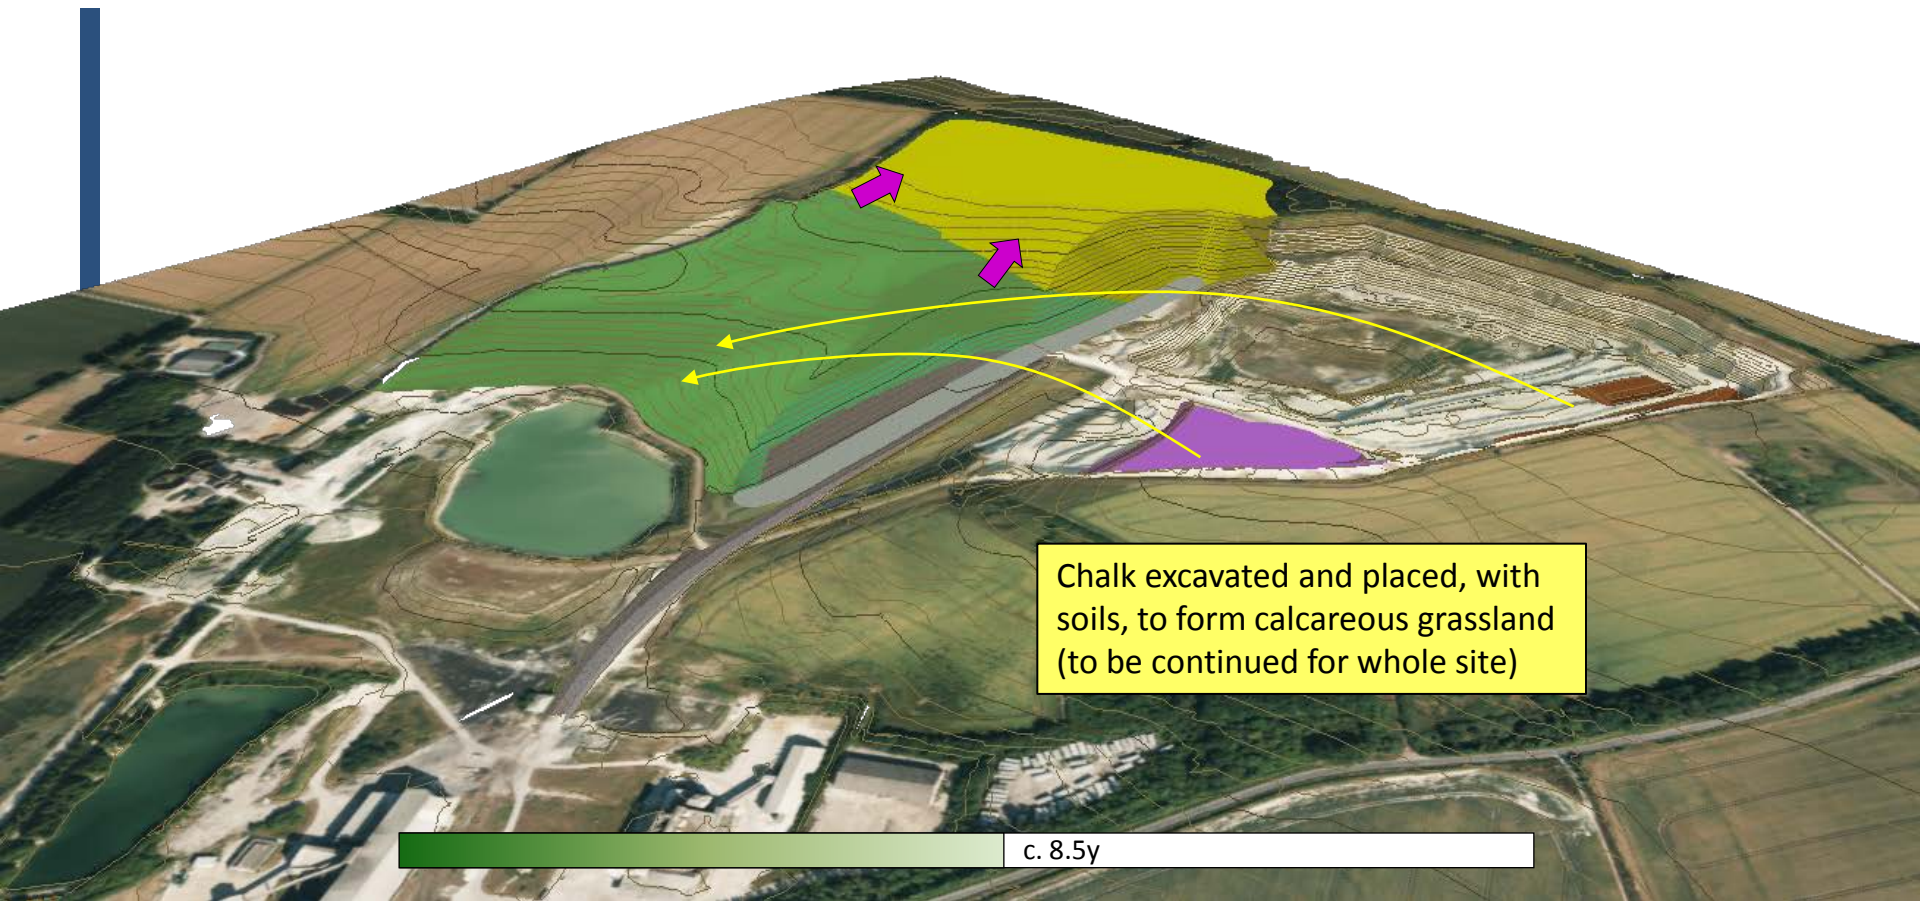 Chalk excavated and placed, with
soils, to form calcareous grassland
(to be continued for whole site)
c. 8.5y